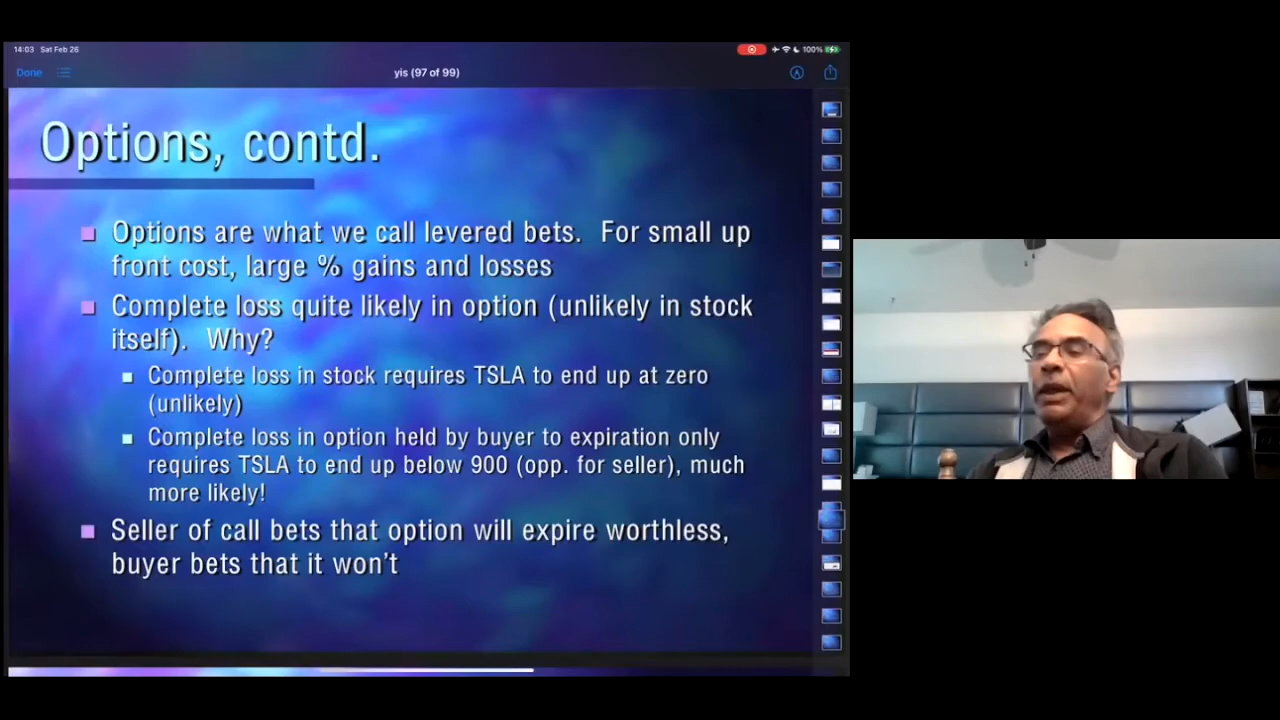 14:03 Sat Feb 26
100%
Done
yis (97 of 99)
Options, contd.
Options are what we call levered bets. For small up
front cost, large % gains and losses
Complete loss quite likely in option (unlikely in stock
itself). Why?
Complete loss in stock requires TSLA to end up at zero
(unlikely)
Complete loss in option held by buyer to expiration only
requires TSLA to end up below 900 (opp. for seller), much
more likely!
Seller of call bets that option will expire worthless,
buyer bets that it won't